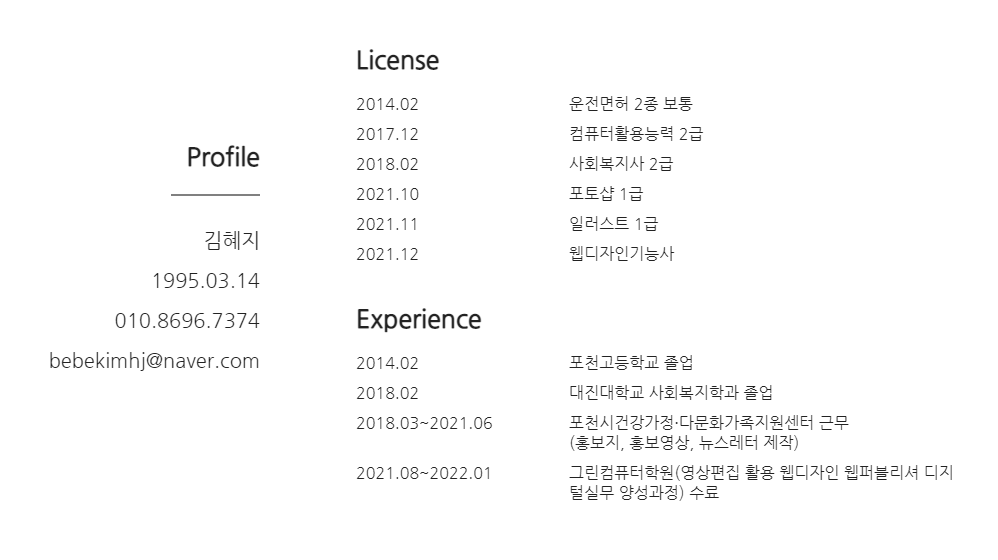 Profile
김혜지
1995.03.14
010.8696.7374
bebekimhj@naver.com
License
2014.02 운전면허 2종 보통
2017.12 컴퓨터활용능력 2급
2018.02 사회복지사 2급
2021.10 포토샵 1급
2021.11 일러스트 1급
2021.12 웹디자인기능사
Experience
2014.02 포천고등학교 졸업
2018.02 대진대학교 사회복지학과 졸업
2018.03~2021.06 포천시건강가정·다문화가족지원센터 근무
(홍보지, 홍보영상, 뉴스레터 제작)
2021.08~2022.01 그린컴퓨터학원(영상편집 활용 웹디자인 웹퍼블리셔 디지
털실무 양성과정) 수료